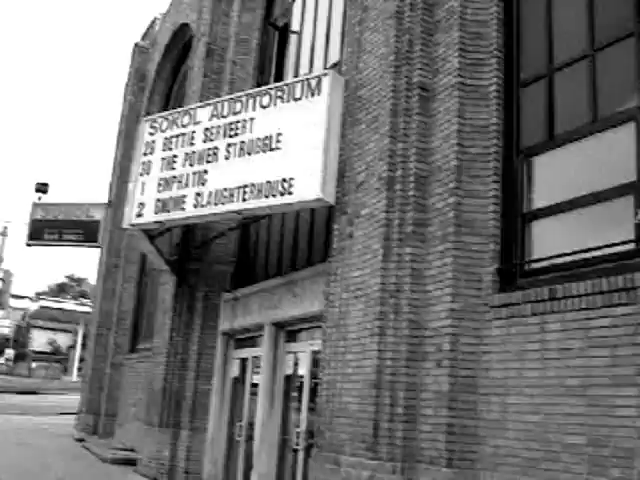 SOKOL AUDITORIUM
29 BETTIE SERVEERT
30 THE POWER STRUGGLE
1 EMPHATIC
2 GNOME SLAUGHTERHOUSE